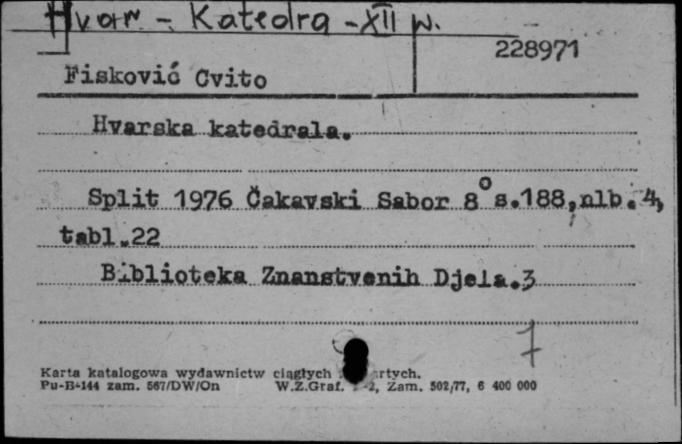 Hvar - Katedra - XII w.
228971
Fisković Cvito
Hvarska katedrala.
Split 1976 Čakavski Sabor 8° s.188,nlb.4,
tabl.22
Biblioteka Znanstvenih Djela.3
7
Karta katalogowa wydawnictw ciągłych rtych.
Pu-B-144 zam. 567/DW/On W.Z.Graf. -2, Zam. 502/77, 6 400 000